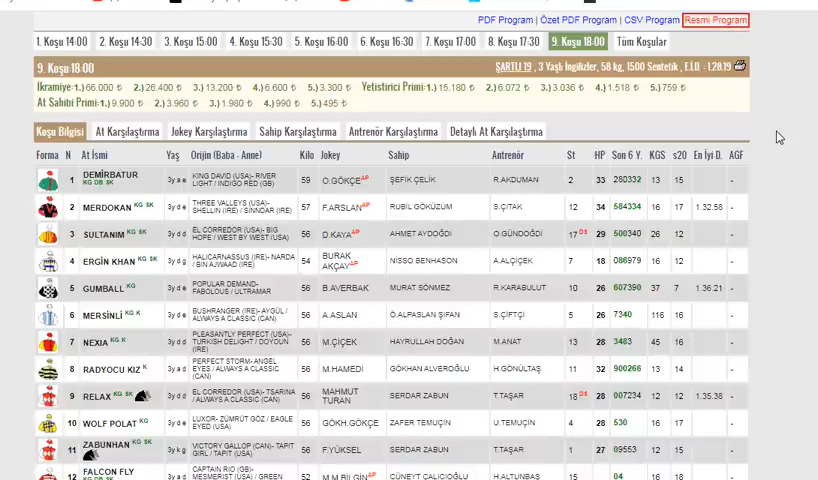 PDF Program | Özet PDF Program | CSV Program Resmi Program
1. Koşu 14:00 2. Koşu 14:30 3. Koşu 15:00 4. Koşu 15:30 5. Koşu 16:00 6. Koşu 16:30 7. Koşu 17:00 8. Koşu 17:30 9. Koşu 18:00 Tüm Koşular
9. Koşu 18:00 ŞARTLI 19 , 3 Yaşlı İngilizler, 58 kg, 1500 Sentetik , E.İ.D. : 1.28.19
İkramiye: 1.) 66.000 ₺ 2.) 26.400 ₺ 3.) 13.200 ₺ 4.) 6.600 ₺ 5.) 3.300 ₺ Yetistirici Primi: 1.) 15.180 ₺ 2.) 6.072 ₺ 3.) 3.036 ₺ 4.) 1.518 ₺ 5.) 759 ₺
At Sahibi Primi: 1.) 9.900 ₺ 2.) 3.960 ₺ 3.) 1.980 ₺ 4.) 990 ₺ 5.) 495 ₺
Koşu Bilgisi At Karşılaştırma Jokey Karşılaştırma Sahip Karşılaştırma Antrenör Karşılaştırma Detaylı At Karşılaştırma
Forma N At İsmi Yaş Orijin (Baba - Anne) Kilo Jokey Sahip Antrenör St HP Son 6 Y. KGS s20 En İyi D. AGF
1 DEMİRBATUR KG DB SK 3y a e KING DAVID (USA)- RIVER LIGHT / INDIGO RED (GB) 59 O.GÖKÇE AP ŞEFİK ÇELİK R.AKDUMAN 2 33 280332 13 15 -
2 MERDOKAN KG SK 3y d e THREE VALLEYS (USA)- SHELLIN (IRE) / SINNDAR (IRE) 57 F.ARSLAN AP RUBİL GÖKÜZÜM S.ÇITAK 12 34 584334 16 17 1.32.58 -
3 SULTANIM KG SK 3y d d EL CORREDOR (USA)- BIG HOPE / WEST BY WEST (USA) 56 D.KAYA AP AHMET AYDOĞDI O.GÜNDOĞDI 17 DS 29 500340 26 12 -
4 ERGİN KHAN KG SK 3y d g HALICARNASSUS (IRE)- NARDA / BIN AJWAAD (IRE) 54 BURAK AKÇAY AP NISSO BENHASON A.ALÇİÇEK 7 18 086979 16 12 -
5 GUMBALL KG 3y d e POPULAR DEMAND- FABOLOUS / ULTRAMAR 56 B.AVERBAK MURAT SÖNMEZ R.KARABULUT 10 26 607390 37 7 1.36.21 -
6 MERSİNLİ KG K 3y d e BUSHRANGER (IRE)- AYGÜL / ALWAYS A CLASSIC (CAN) 56 A.ASLAN Ö.ALPASLAN ŞIFAN S.ÇİFTÇİ 5 26 7340 116 16 -
7 NEXIA KG K 3y d d PLEASANTLY PERFECT (USA)- TURKISH DELIGHT / DOYOUN (IRE) 56 M.ÇİÇEK HAYRULLAH DOĞAN M.ANAT 13 28 3463 45 16 -
8 RADYOCU KIZ K 3y a d PERFECT STORM- ANGEL EYES / ALWAYS A CLASSIC (CAN) 56 M.HAMEDİ GÖKHAN ALVEROĞLU H.GÖNÜLTAŞ 11 32 900266 13 14 -
9 RELAX KG SK 3y d d EL CORREDOR (USA)- TSARINA / ALWAYS A CLASSIC (CAN) 56 MAHMUT TURAN SERDAR ZABUN T.TAŞAR 18 DS 28 007234 12 12 1.35.38 -
10 WOLF POLAT KG 3y d e LUXOR- ZÜMRÜT GÖZ / EAGLE EYED (USA) 56 GÖKH.GÖKÇE ZAFER TEMUÇİN U.TEMUÇİN 4 28 530 16 17 -
11 ZABUNHAN KG SK 3y k g VICTORY GALLOP (CAN)- TAPIT GIRL / TAPIT (USA) 56 F.YÜKSEL SERDAR ZABUN T.TAŞAR 1 27 09553 12 15 -
12 FALCON FLY 3y a d CAPTAIN RIO (GB)- MESMERIST (USA) / GREEN 52 M.M.BİLGİN AP CÜNEYT ÇALICIOĞLU H.ALTUNBAŞ 15 04 16 18 -